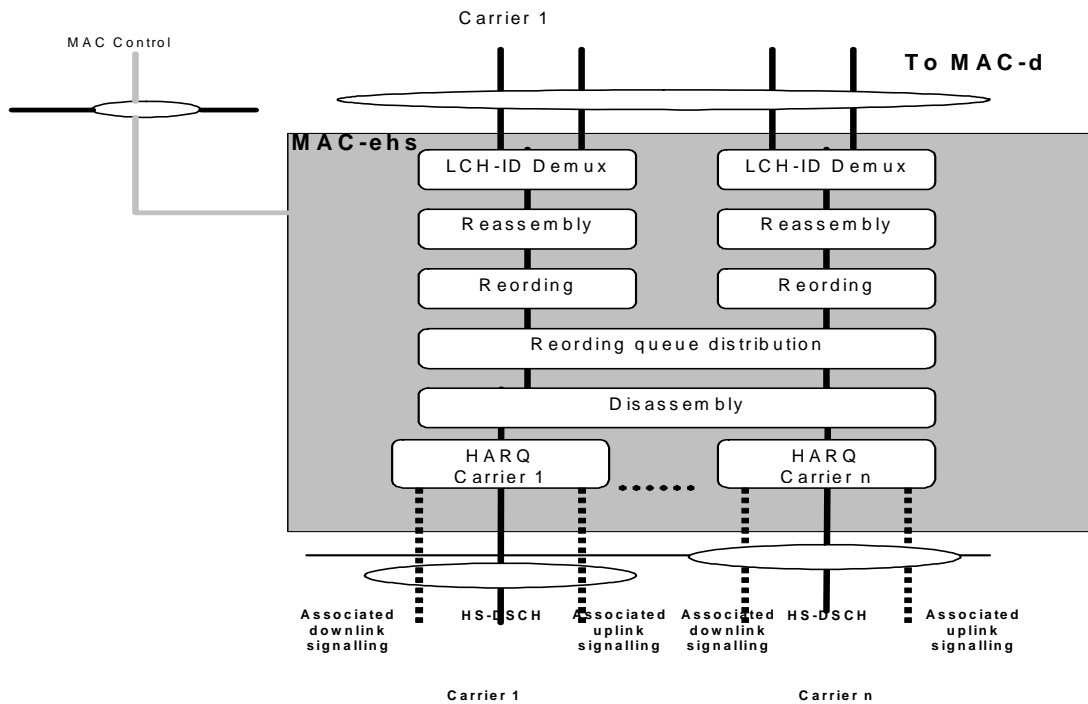 Carrier 1
MAC Control
To MAC-d
MAC-ehs
LCH-ID Demux
LCH-ID Demux
Reassembly
Reassembly
Reording
Reording
Reording queue distribution
Disassembly
HARQ
Carrier 1
HARQ
Carrier n
Associated
downlink
signalling
HS-DSCH
Associated
uplink
signalling
Associated
downlink
signalling
HS-DSCH
Associated
uplink
signalling
Carrier 1
Carrier n